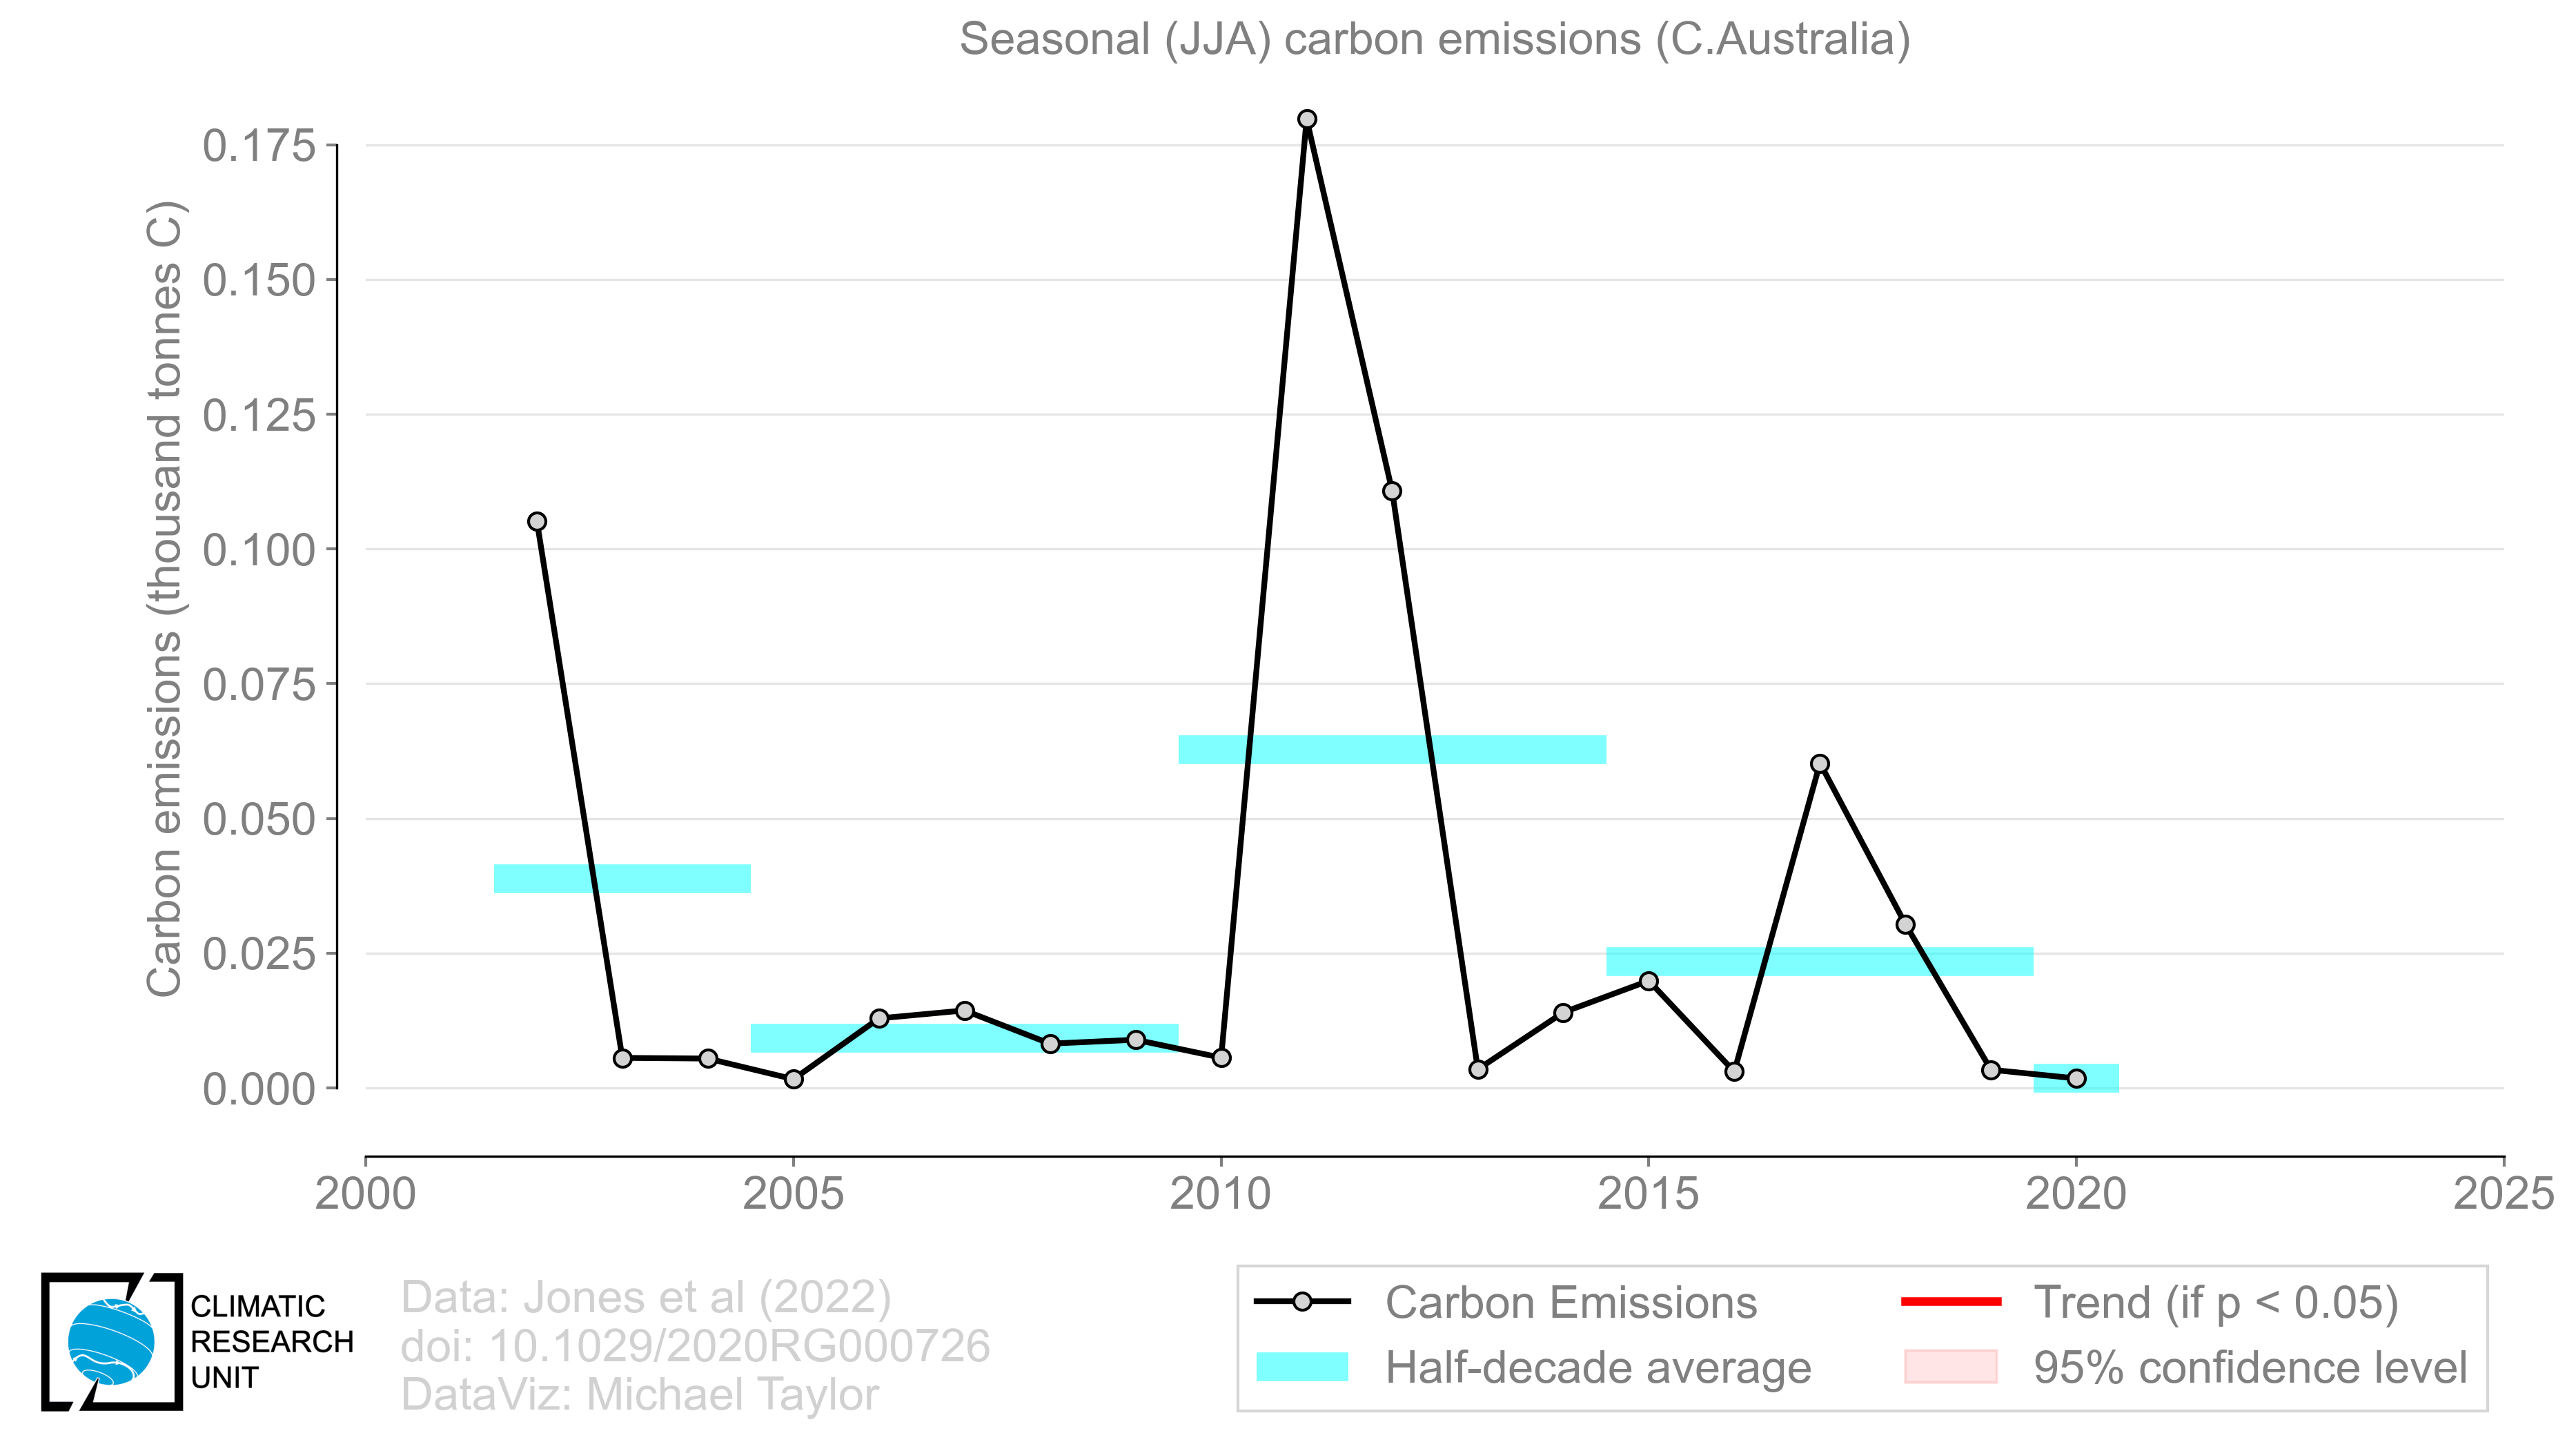 Seasonal (JJA) carbon emissions (C.Australia)
Carbon emissions (thousand tonnes C)
0.175
0.150
0.125
0.100
0.075
0.050
0.025
0.000
2000 2005 2010 2015 2020 2025
CLIMATIC
RESEARCH
UNIT
Data: Jones et al (2022)
doi: 10.1029/2020RG000726
DataViz: Michael Taylor
Carbon Emissions
Half-decade average
Trend (if p < 0.05)
95% confidence level